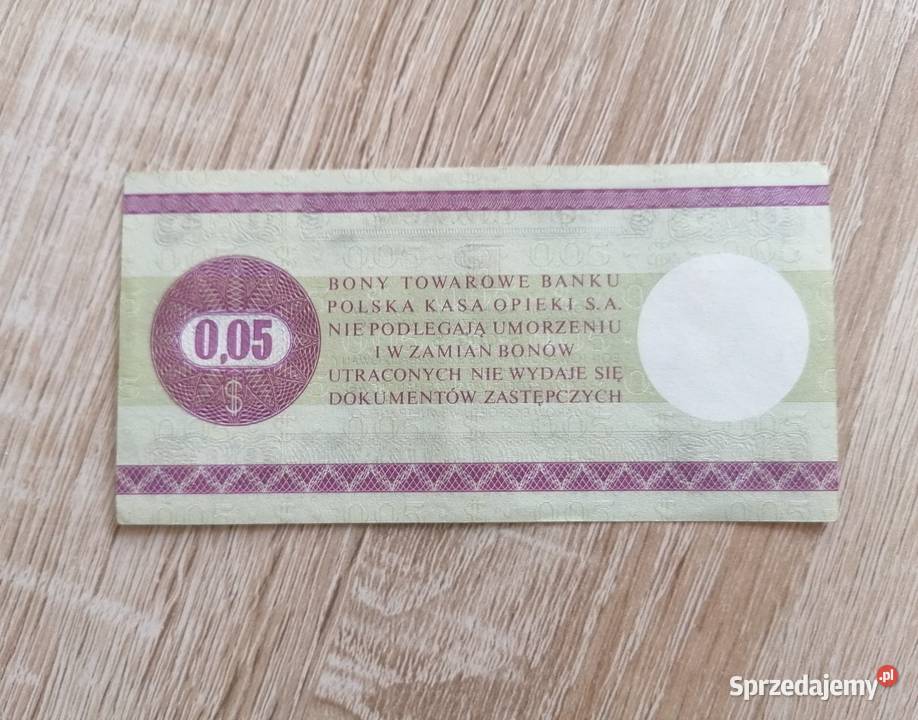 BONY TOWAROWE BANKU
POLSKA KASA OPIEKI S.A.
NIE PODLEGAJĄ UMORZENIU
I W ZAMIAN BONÓW
UTRACONYCH NIE WYDAJE SIĘ
DOKUMENTÓW ZASTĘPCZYCH
0,05
$
Sprzedajemy.pl